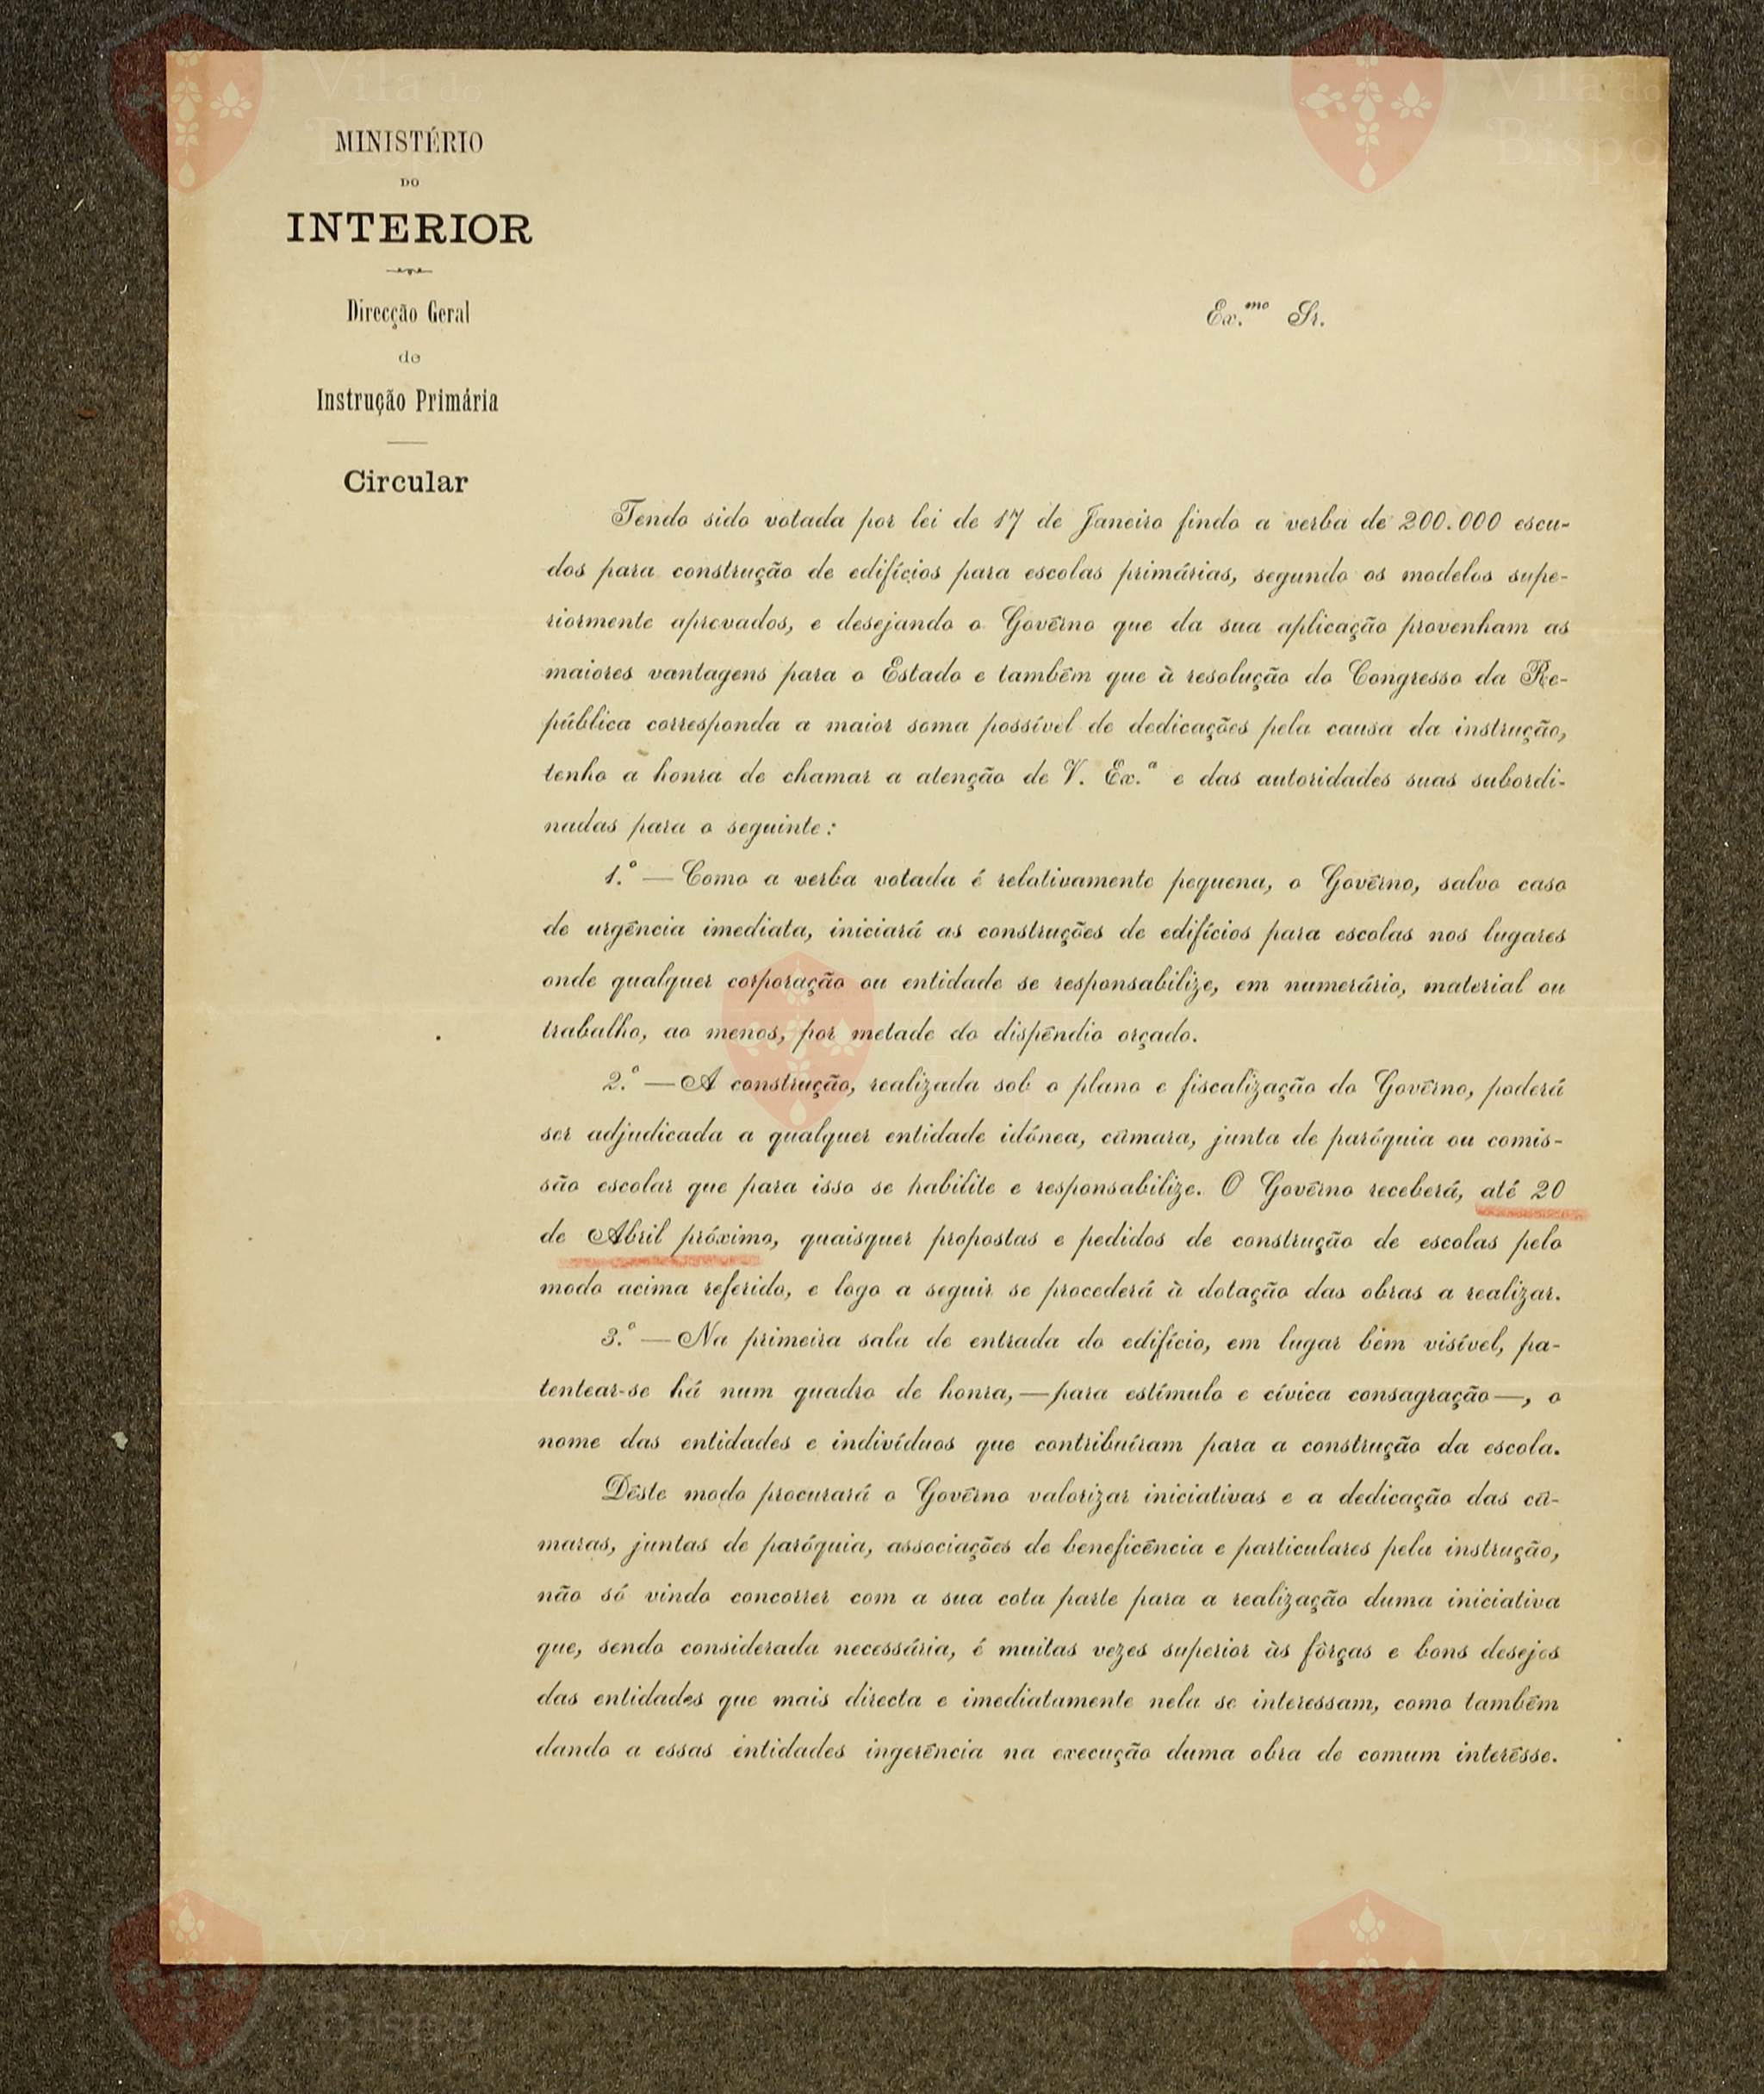 MINISTÉRIO
DO
INTERIOR
Direcção Geral
de
Instrução Primária
Circular
Ex.mo Sr.
Tendo sido votada por lei de 17 de Janeiro findo a verba de 200.000 escu-
dos para construção de edifícios para escolas primárias, segundo os modelos supe-
riormente aprovados, e desejando o Govêrno que da sua aplicação provenham as
maiores vantagens para o Estado e também que à resolução do Congresso da Re-
pública corresponda a maior soma possível de dedicações pela causa da instrução,
tenho a honra de chamar a atenção de V. Ex.ª e das autoridades suas subordi-
nadas para o seguinte:
1.º — Como a verba votada é relativamente pequena, o Govêrno, salvo caso
de urgência imediata, iniciará as construções de edifícios para escolas nos lugares
onde qualquer corporação ou entidade se responsabilize, em numerário, material ou
trabalho, ao menos, por metade do dispêndio orçado.
2.º — A construção, realizada sob o plano e fiscalização do Govêrno, poderá
ser adjudicada a qualquer entidade idónea, câmara, junta de paróquia ou comis-
são escolar que para isso se habilite e responsabilize. O Govêrno receberá, até 20
de Abril próximo, quaisquer propostas e pedidos de construção de escolas pelo
modo acima referido, e logo a seguir se procederá à dotação das obras a realizar.
3.º — Na primeira sala de entrada do edifício, em lugar bem visível, pa-
tentear-se há num quadro de honra, — para estímulo e cívica consagração —, o
nome das entidades e indivíduos que contribuíram para a construção da escola.
Dêste modo procurará o Govêrno valorizar iniciativas e a dedicação das câ-
maras, juntas de paróquia, associações de beneficência e particulares pela instrução,
não só vindo concorrer com a sua cota parte para a realização duma iniciativa
que, sendo considerada necessária, é muitas vezes superior às fôrças e bons desejos
das entidades que mais directa e imediatamente nela se interessam, como também
dando a essas entidades ingerência na execução duma obra de comum interêsse.
Vila do
Bispo
Vila do
Bispo